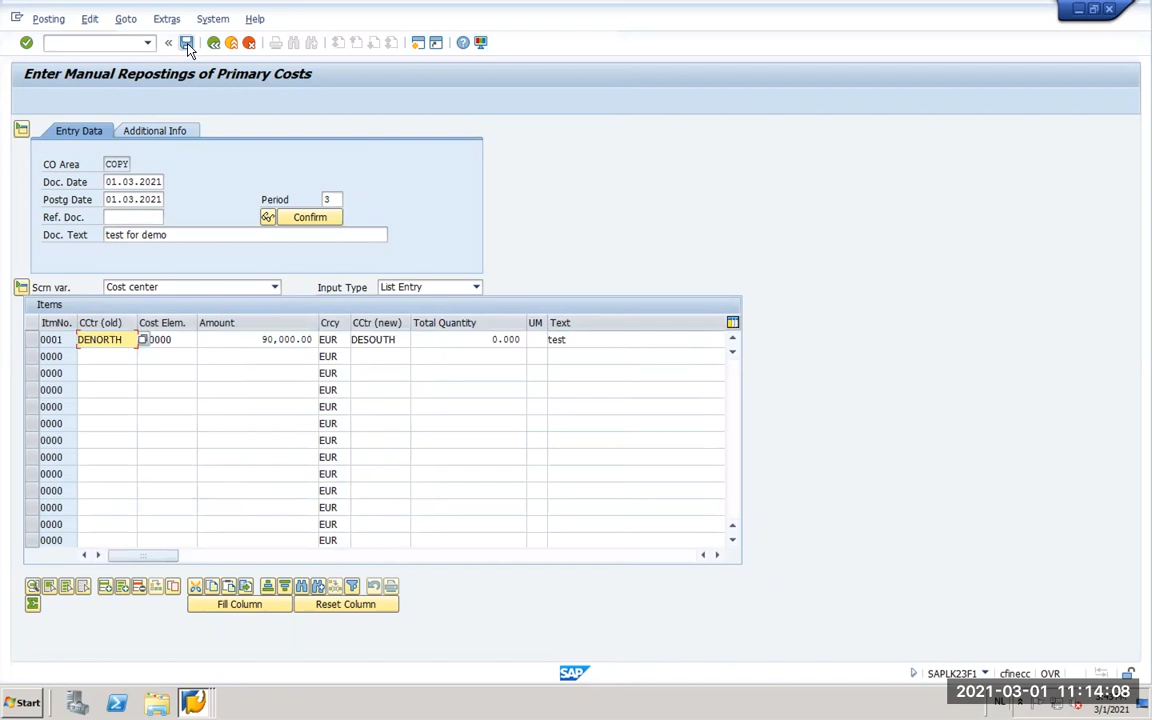 Posting Edit Goto Extras System Help
Enter Manual Repostings of Primary Costs
Entry Data Additional Info
CO Area COPY
Doc. Date 01.03.2021
Postg Date 01.03.2021 Period 3
Ref. Doc. Confirm
Doc. Text test for demo
Scrn var. Cost center Input Type List Entry
Items
ItmNo. CCtr (old) Cost Elem. Amount Crcy CCtr (new) Total Quantity UM Text
0001 DENORTH 0000 90,000.00 EUR DESOUTH 0.000 test
0000 EUR
0000 EUR
0000 EUR
0000 EUR
0000 EUR
0000 EUR
0000 EUR
0000 EUR
0000 EUR
0000 EUR
0000 EUR
0000 EUR
Fill Column Reset Column
SAP SAPLK23F1 cfinecc OVR
2021-03-01 11:14:08
Start NL 3/1/2021